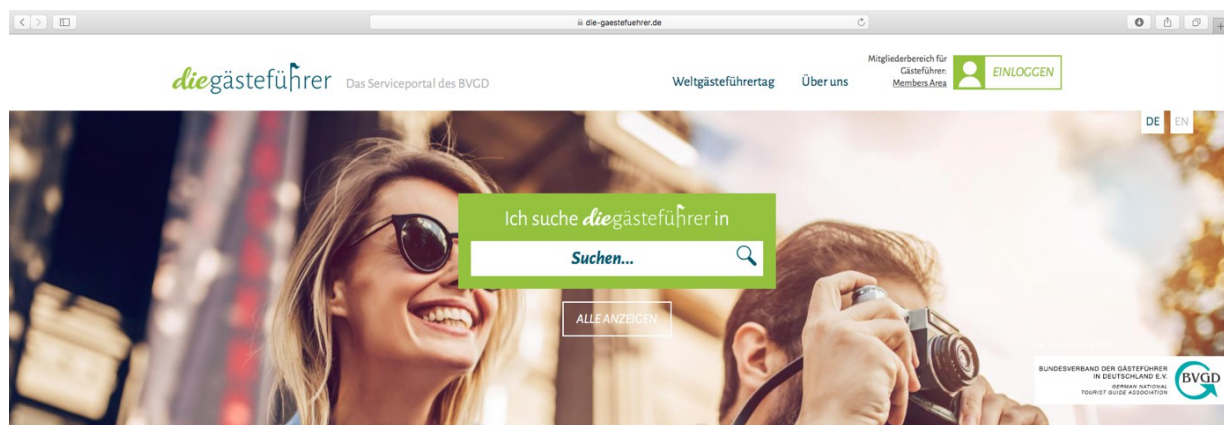 die-gaestefuehrer.de
diegästeführer Das Serviceportal des BVGD
Weltgästeführertag Über uns
Mitgliederbereich für
Gästeführer:
Members Area
EINLOGGEN
DE EN
Ich suche diegästeführer in
Suchen...
ALLE ANZEIGEN
BUNDESVERBAND DER GÄSTEFÜHRER
IN DEUTSCHLAND E.V.
GERMAN NATIONAL
TOURIST GUIDE ASSOCIATION
BVGD